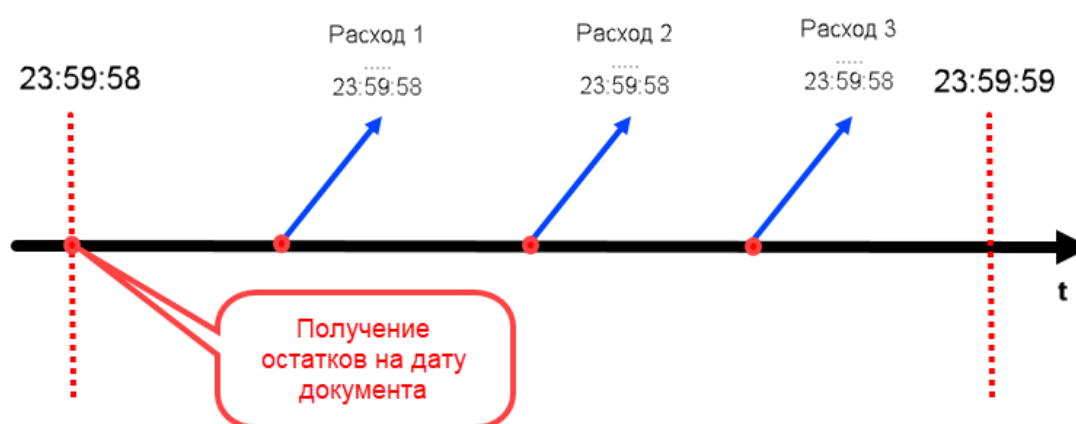 Расход 1
.....
23:59:58
Расход 2
.....
23:59:58
Расход 3
.....
23:59:58
23:59:58
23:59:59
t
Получение
остатков на дату
документа